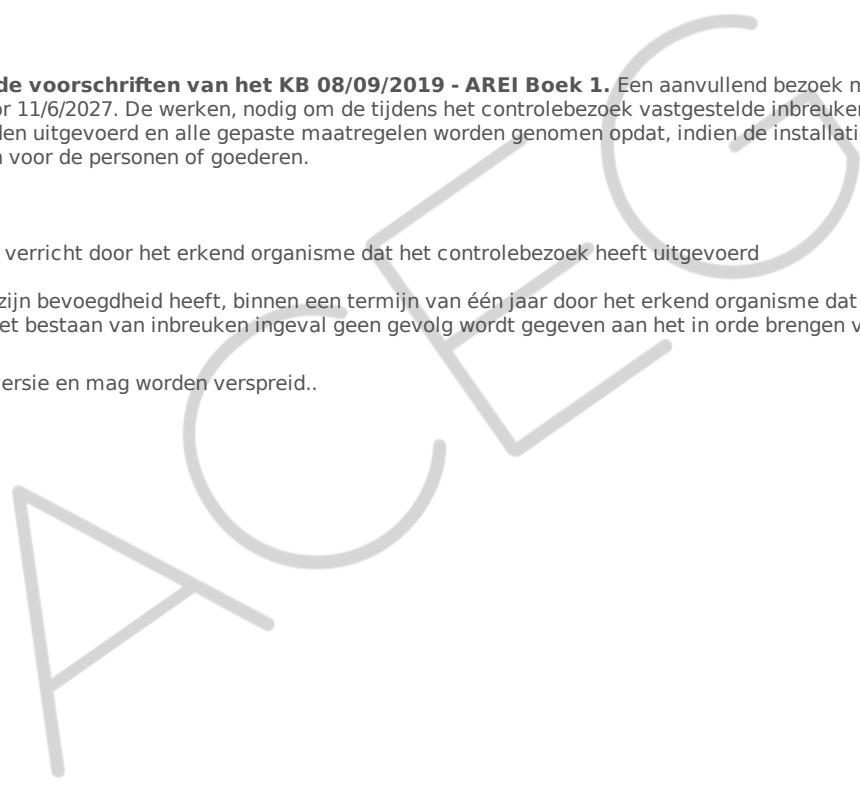 de voorschriften van het KB 08/09/2019 - AREI Boek 1. Een aanvullend bezoek
or 11/6/2027. De werken, nodig om de tijdens het controlebezoek vastgestelde inbreuken
den uitgevoerd en alle gepaste maatregelen worden genomen opdat, indien de installati
voor de personen of goederen.
verricht door het erkend organisme dat het controlebezoek heeft uitgevoerd
zijn bevoegdheid heeft, binnen een termijn van één jaar door het erkend organisme dat
et bestaan van inbreuken ingeval geen gevolg wordt gegeven aan het in orde brengen v
ersie en mag worden verspreid..
ACEG